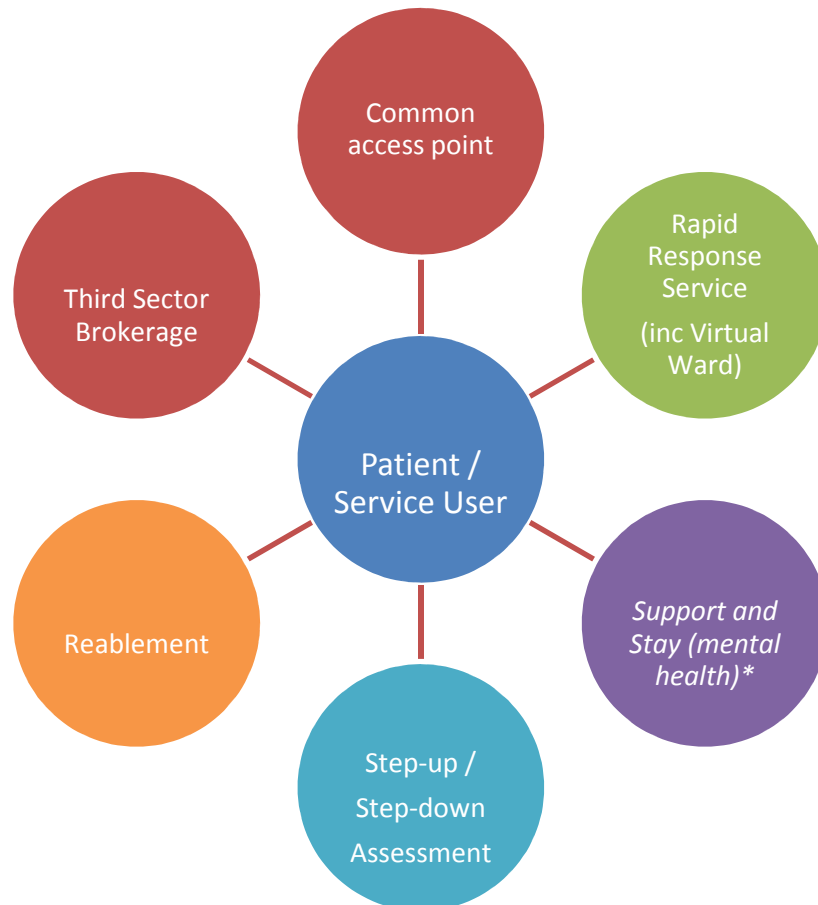 Common
access point
Rapid
Response
Service
(inc Virtual
Ward)
Third Sector
Brokerage
Patient /
Service User
Support and
Stay (mental
health)*
Reablement
Step-up /
Step-down
Assessment